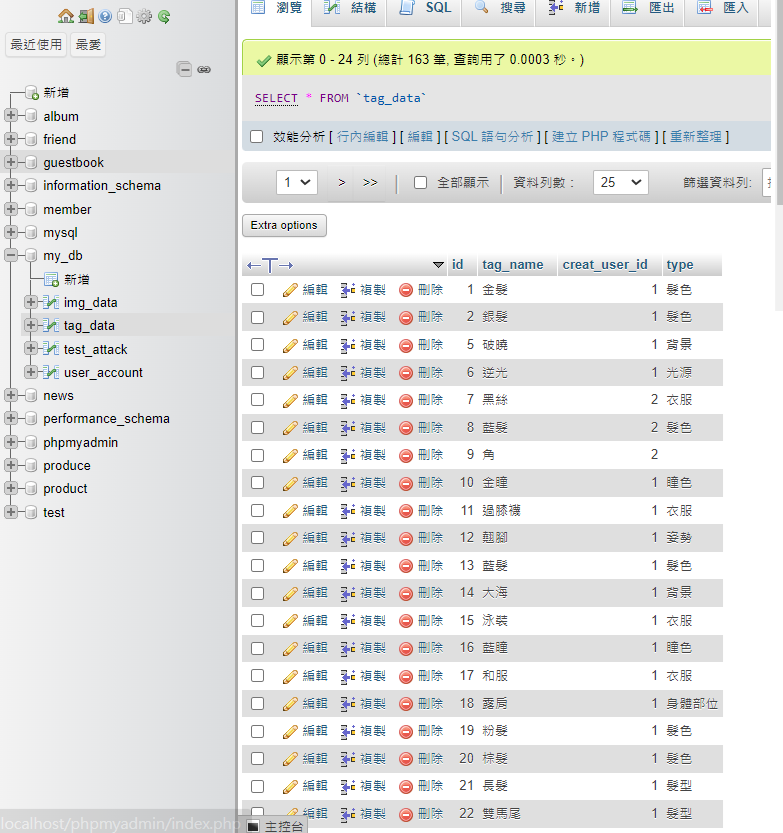 最近使用 最愛
新增
album
friend
guestbook
information_schema
member
mysql
my_db
新增
img_data
tag_data
test_attack
user_account
news
performance_schema
phpmyadmin
produce
product
test
localhost/phpmyadmin/index.php
瀏覽 結構 SQL 搜尋 新增 匯出 匯入
顯示第 0 - 24 列 (總計 163 筆, 查詢用了 0.0003 秒。)
SELECT * FROM `tag_data`
效能分析 [ 行內編輯 ] [ 編輯 ] [ SQL 語句分析 ] [ 建立 PHP 程式碼 ] [ 重新整理 ]
1 > >> | 全部顯示 | 資料列數： 25 篩選資料列:
Extra options
←T→ id tag_name creat_user_id type
編輯 複製 刪除 1 金髮 1 髮色
編輯 複製 刪除 2 銀髮 1 髮色
編輯 複製 刪除 5 破曉 1 背景
編輯 複製 刪除 6 逆光 1 光源
編輯 複製 刪除 7 黑絲 2 衣服
編輯 複製 刪除 8 藍髮 2 髮色
編輯 複製 刪除 9 角 2
編輯 複製 刪除 10 金瞳 1 瞳色
編輯 複製 刪除 11 過膝襪 1 衣服
編輯 複製 刪除 12 翹腳 1 姿勢
編輯 複製 刪除 13 藍髮 1 髮色
編輯 複製 刪除 14 大海 1 背景
編輯 複製 刪除 15 泳裝 1 衣服
編輯 複製 刪除 16 藍瞳 1 瞳色
編輯 複製 刪除 17 和服 1 衣服
編輯 複製 刪除 18 露肩 1 身體部位
編輯 複製 刪除 19 粉髮 1 髮色
編輯 複製 刪除 20 棕髮 1 髮色
編輯 複製 刪除 21 長髮 1 髮型
編輯 複製 刪除 22 雙馬尾 1 髮型
主控台